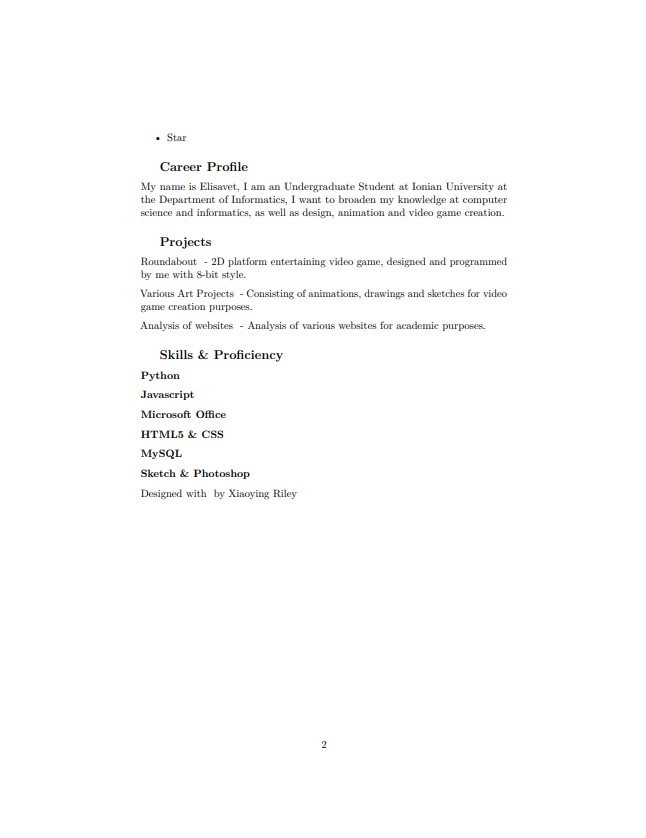 • Star
Career Profile
My name is Elisavet, I am an Undergraduate Student at Ionian University at
the Department of Informatics, I want to broaden my knowledge at computer
science and informatics, as well as design, animation and video game creation.
Projects
Roundabout - 2D platform entertaining video game, designed and programmed
by me with 8-bit style.
Various Art Projects - Consisting of animations, drawings and sketches for video
game creation purposes.
Analysis of websites - Analysis of various websites for academic purposes.
Skills & Proficiency
Python
Javascript
Microsoft Office
HTML5 & CSS
MySQL
Sketch & Photoshop
Designed with by Xiaoying Riley
2